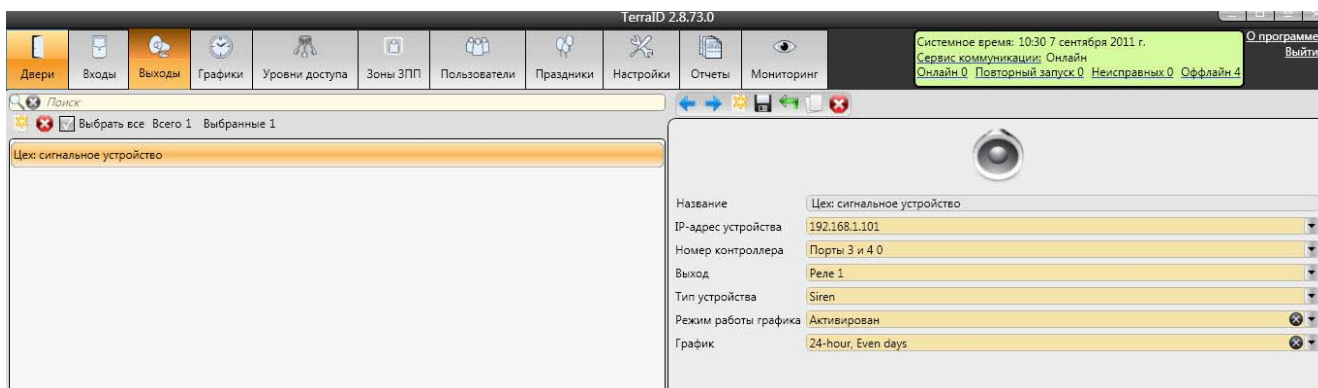 TerraID 2.8.73.0
Двери Входы Выходы Графики Уровни доступа Зоны ЗПП Пользователи Праздники Настройки Отчеты Мониторинг
Системное время: 10:30 7 сентября 2011 г.
Сервис коммуникации: Онлайн
Онлайн 0 Повторный запуск 0 Неисправных 0 Оффлайн 4
О программе
Выйти
Поиск
Выбрать все Всего 1 Выбранные 1
Цех: сигнальное устройство
Название Цех: сигнальное устройство
IP-адрес устройства 192.168.1.101
Номер контроллера Порты 3 и 4 0
Выход Реле 1
Тип устройства Siren
Режим работы графика Активирован
График 24-hour, Even days